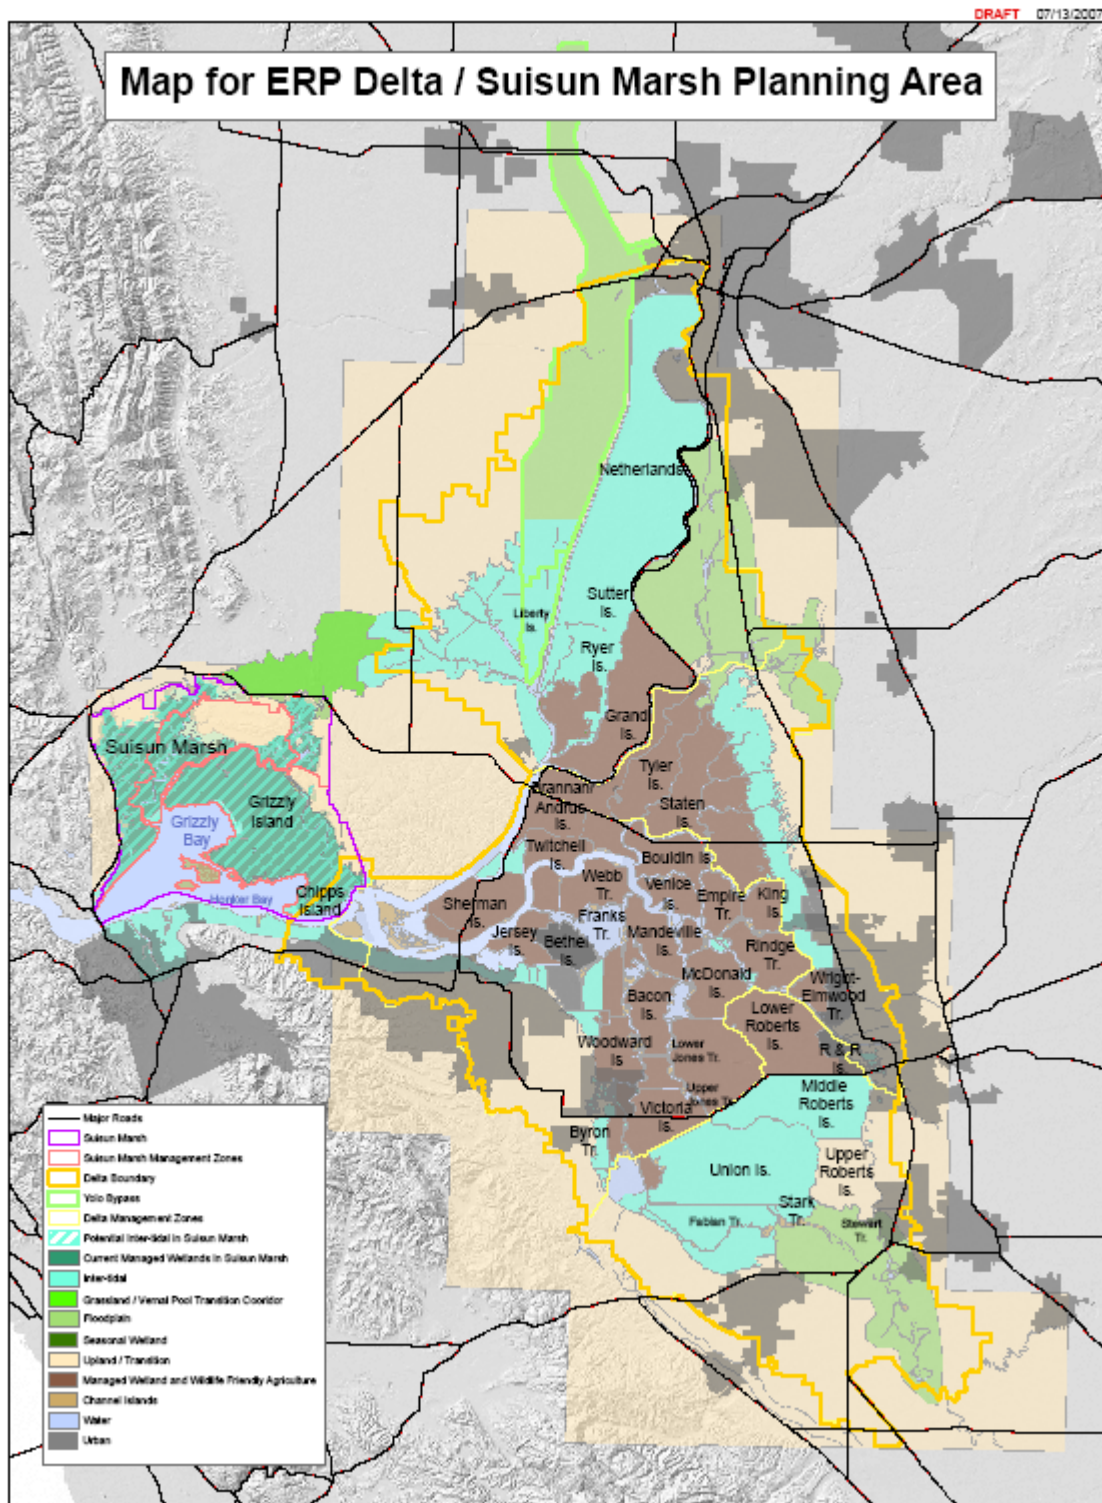 DRAFT 07/13/2007
Map for ERP Delta / Suisun Marsh Planning Area
Netherlands
Sutter
Is.
Liberty
Is.
Ryer
Is.
Grand
Is.
Suisun Marsh
Tyler
Is.
Grizzly
Island
Brannan
Andrus
Is.
Staten
Is.
Grizzly
Bay
Twitchell
Is.
Bouldin Is.
Webb
Tr.
Venice
Is.
Empire
Tr.
King
Is.
Honker Bay
Chipps
Island
Sherman
Is.
Franks
Tr.
Jersey
Is.
Bethel
Is.
Mandeville
Is.
Rindge
Tr.
McDonald
Is.
Wright-
Elmwood
Tr.
Bacon
Is.
Lower
Roberts
Is.
Woodward
Is
Lower
Jones Tr.
R & R
Is.
Upper
Jones Tr.
Middle
Roberts
Is.
Victoria
Is.
Byron
Tr.
Union Is.
Upper
Roberts
Is.
Stark
Tr.
Fabian Tr.
Stewart
Tr.
Major Roads
Suisun Marsh
Suisun Marsh Management Zones
Delta Boundary
Yolo Bypass
Delta Management Zones
Potential Inter-tidal in Suisun Marsh
Current Managed Wetlands in Suisun Marsh
Inter-tidal
Grassland / Vernal Pool Transition Cooridor
Floodplain
Seasonal Wetland
Upland / Transition
Managed Wetland and Wildlife Friendly Agriculture
Channel Islands
Water
Urban